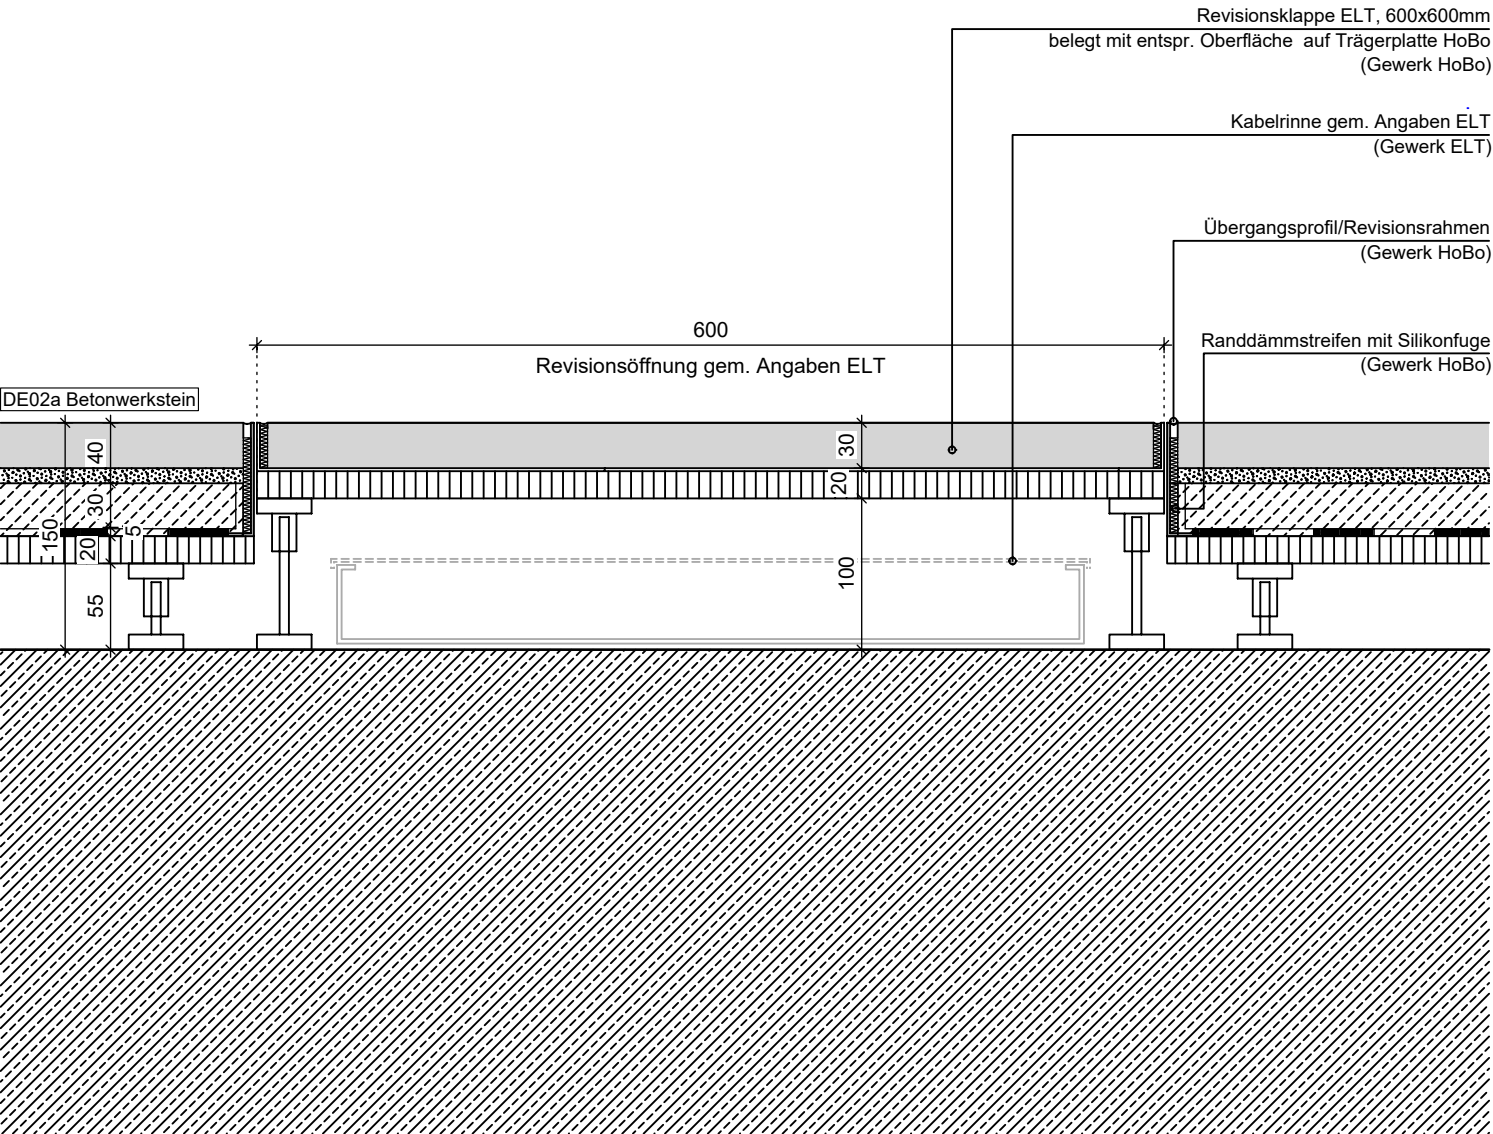 Revisionsklappe ELT, 600x600mm
belegt mit entspr. Oberfläche auf Trägerplatte HoBo
(Gewerk HoBo)
Kabelrinne gem. Angaben ELT
(Gewerk ELT)
Übergangsprofil/Revisionsrahmen
(Gewerk HoBo)
600
Revisionsöffnung gem. Angaben ELT
Randdämmstreifen mit Silikonfuge
(Gewerk HoBo)
DE02a Betonwerkstein
40
30
150
20
5
55
30
20
100